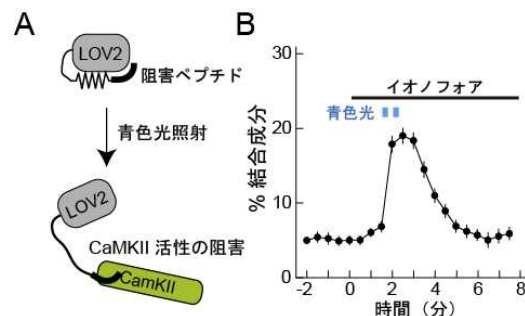 A
LOV2
阻害ペプチド
青色光照射
LOV2
CaMKII 活性の阻害
CamKII
B
30
20
10
0
% 結合成分
イオノフォア
青色光
-2 0 2 4 6 8
時間（分）